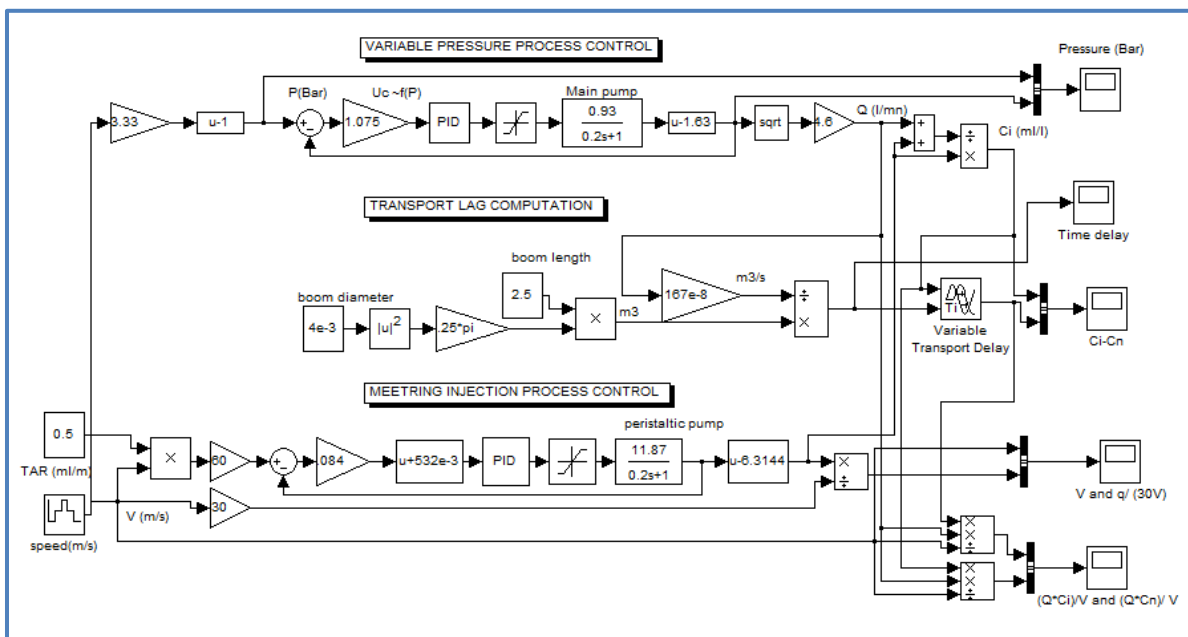 VARIABLE PRESSURE PROCESS CONTROL
Pressure (Bar)
P(Bar)
Uc ~f(P)
Main pump
3.33
u-1
+
-
1.075
PID
0.93
0.2s+1
u-1.63
sqrt
4.6
Q (l/mn)
+
+
÷
×
Ci (ml/l)
TRANSPORT LAG COMPUTATION
Time delay
boom length
2.5
m3/s
boom diameter
4e-3
|u|2
.25*pi
×
m3
167e-8
÷
×
Ti
Variable
Transport Delay
Ci-Cn
MEETRING INJECTION PROCESS CONTROL
peristaltic pump
0.5
TAR (ml/m)
×
60
+
-
.084
u+532e-3
PID
11.87
0.2s+1
u-6.3144
×
÷
V and q/ (30V)
30
V (m/s)
speed(m/s)
×
×
÷
×
×
÷
(Q*Ci)/V and (Q*Cn)/ V